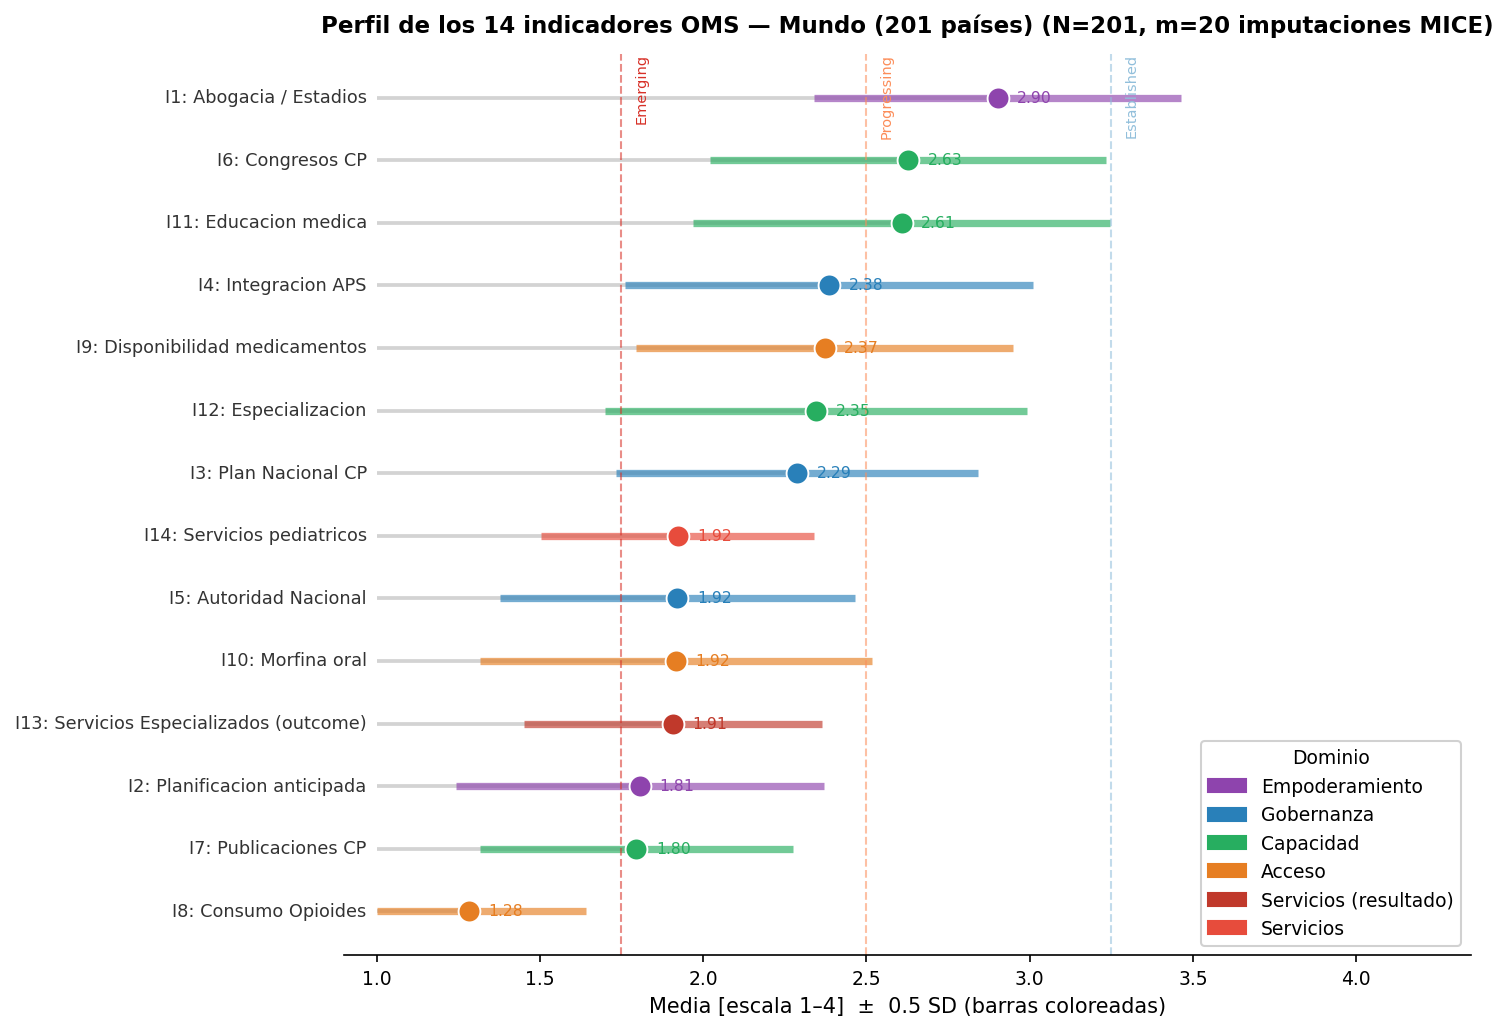 Perfil de los 14 indicadores OMS — Mundo (201 países) (N=201, m=20 imputaciones MICE)
Emerging
Progressing
Established
I1: Abogacia / Estadios
2.90
I6: Congresos CP
2.63
I11: Educacion medica
2.61
I4: Integracion APS
2.38
I9: Disponibilidad medicamentos
2.37
I12: Especializacion
2.35
I3: Plan Nacional CP
2.29
I14: Servicios pediatricos
1.92
I5: Autoridad Nacional
1.92
I10: Morfina oral
1.92
I13: Servicios Especializados (outcome)
1.91
I2: Planificacion anticipada
1.81
I7: Publicaciones CP
1.80
I8: Consumo Opioides
1.28
Dominio
Empoderamiento
Gobernanza
Capacidad
Acceso
Servicios (resultado)
Servicios
1.0 1.5 2.0 2.5 3.0 3.5 4.0
Media [escala 1–4] ± 0.5 SD (barras coloreadas)